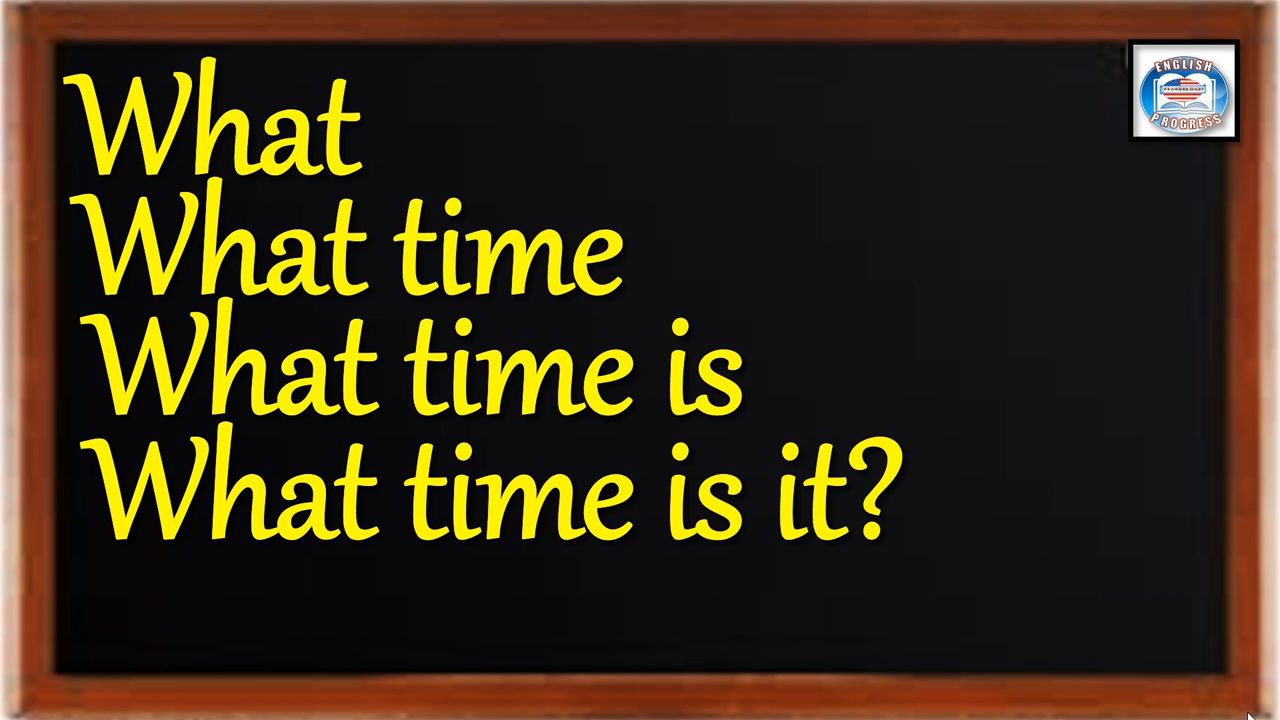 What
What time
What time is
What time is it?
ENGLISH
PROGRESS